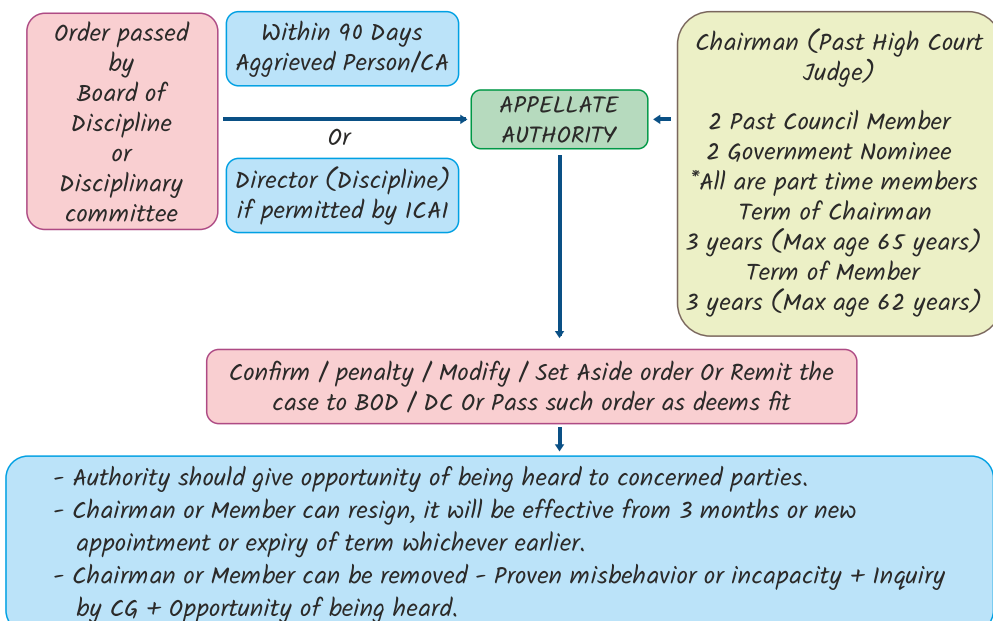 Order passed
by
Board of
Discipline
or
Disciplinary
committee
Within 90 Days
Aggrieved Person/CA
Or
Director (Discipline)
if permitted by ICAI
APPELLATE
AUTHORITY
Chairman (Past High Court
Judge)
2 Past Council Member
2 Government Nominee
*All are part time members
Term of Chairman
3 years (Max age 65 years)
Term of Member
3 years (Max age 62 years)
Confirm / penalty / Modify / Set Aside order Or Remit the
case to BOD / DC Or Pass such order as deems fit
- Authority should give opportunity of being heard to concerned parties.
- Chairman or Member can resign, it will be effective from 3 months or new
appointment or expiry of term whichever earlier.
- Chairman or Member can be removed - Proven misbehavior or incapacity + Inquiry
by CG + Opportunity of being heard.